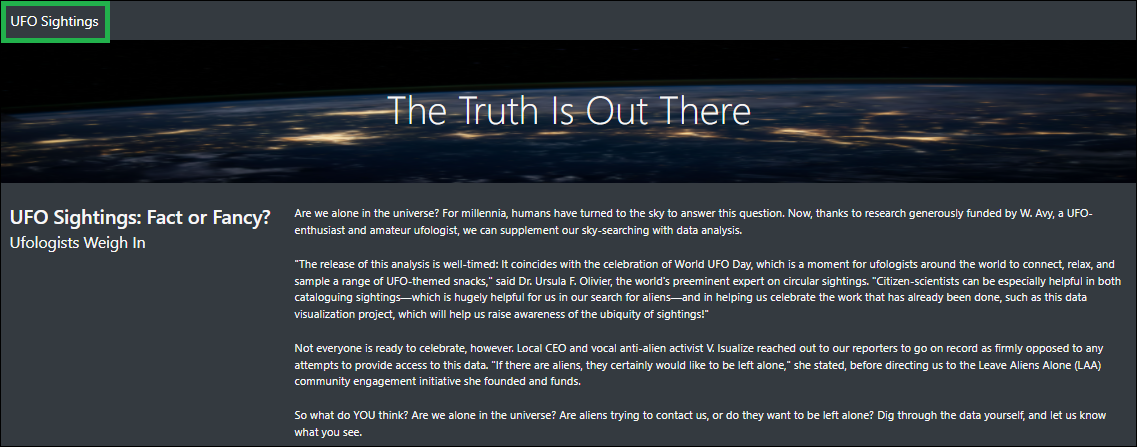 UFO Sightings
The Truth Is Out There
UFO Sightings: Fact or Fancy?
Ufologists Weigh In
Are we alone in the universe? For millennia, humans have turned to the sky to answer this question. Now, thanks to research generously funded by W. Avy, a UFO-
enthusiast and amateur ufologist, we can supplement our sky-searching with data analysis.
"The release of this analysis is well-timed: It coincides with the celebration of World UFO Day, which is a moment for ufologists around the world to connect, relax, and
sample a range of UFO-themed snacks," said Dr. Ursula F. Olivier, the world's preeminent expert on circular sightings. "Citizen-scientists can be especially helpful in both
cataloguing sightings—which is hugely helpful for us in our search for aliens—and in helping us celebrate the work that has already been done, such as this data
visualization project, which will help us raise awareness of the ubiquity of sightings!"
Not everyone is ready to celebrate, however. Local CEO and vocal anti-alien activist V. Isualize reached out to our reporters to go on record as firmly opposed to any
attempts to provide access to this data. "If there are aliens, they certainly would like to be left alone," she stated, before directing us to the Leave Aliens Alone (LAA)
community engagement initiative she founded and funds.
So what do YOU think? Are we alone in the universe? Are aliens trying to contact us, or do they want to be left alone? Dig through the data yourself, and let us know
what you see.